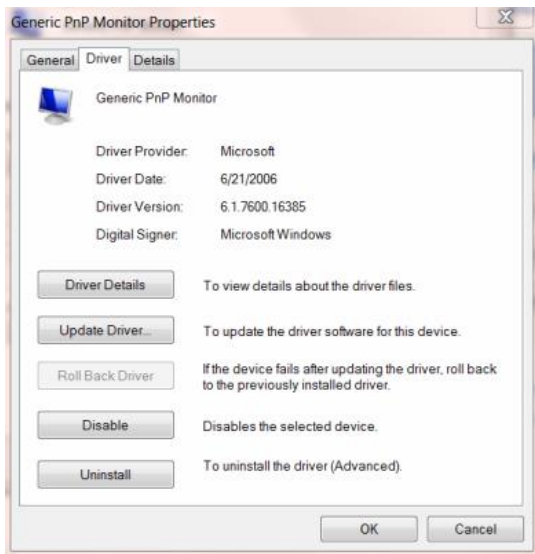 Generic PnP Monitor Properties
General Driver Details
Generic PnP Monitor
Driver Provider: Microsoft
Driver Date: 6/21/2006
Driver Version: 6.1.7600.16385
Digital Signer: Microsoft Windows
Driver Details To view details about the driver files.
Update Driver... To update the driver software for this device.
Roll Back Driver If the device fails after updating the driver, roll back
to the previously installed driver.
Disable Disables the selected device.
Uninstall To uninstall the driver (Advanced).
OK Cancel